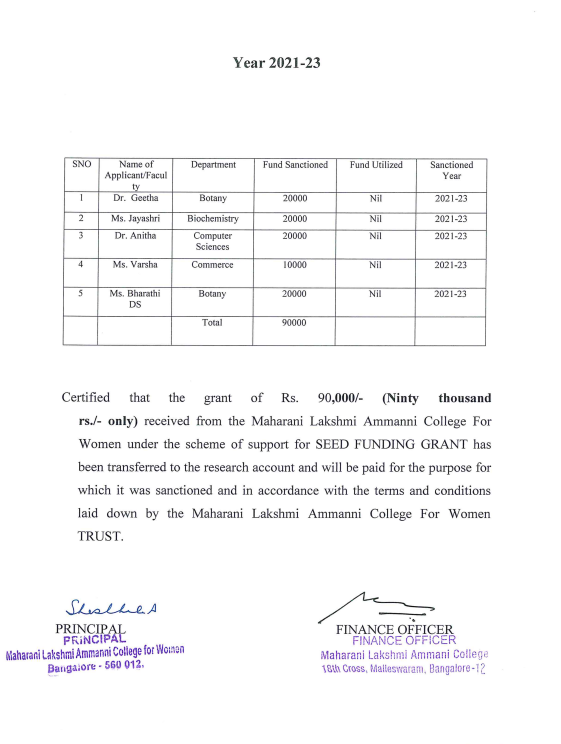 Year 2021-23
SNO Name of Applicant/Facul ty Department Fund Sanctioned Fund Utilized Sanctioned Year
1 Dr. Geetha Botany 20000 Nil 2021-23
2 Ms. Jayashri Biochemistry 20000 Nil 2021-23
3 Dr. Anitha Computer Sciences 20000 Nil 2021-23
4 Ms. Varsha Commerce 10000 Nil 2021-23
5 Ms. Bharathi DS Botany 20000 Nil 2021-23
Total 90000
Certified that the grant of Rs. 90,000/- (Ninty thousand
rs./- only) received from the Maharani Lakshmi Ammanni College For
Women under the scheme of support for SEED FUNDING GRANT has
been transferred to the research account and will be paid for the purpose for
which it was sanctioned and in accordance with the terms and conditions
laid down by the Maharani Lakshmi Ammanni College For Women
TRUST.
PRINCIPAL
PRINCIPAL
Maharani Lakshmi Ammanni College for Women
Bangalore - 560 012.
FINANCE OFFICER
FINANCE OFFICER
Maharani Lakshmi Ammani College
18th Cross, Malleswaram, Bangalore-12